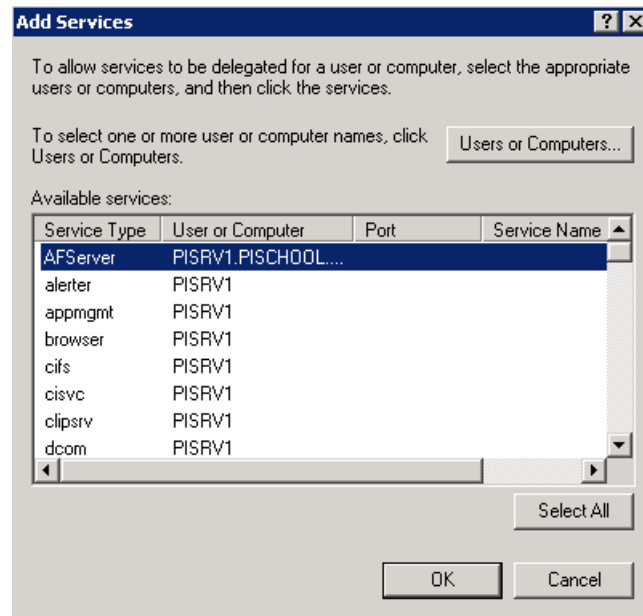 Add Services
To allow services to be delegated for a user or computer, select the appropriate
users or computers, and then click the services.
To select one or more user or computer names, click
Users or Computers.
Users or Computers...
Available services:
Service Type User or Computer Port Service Name
AFServer PISRV1.PISCHOOL....
alerter PISRV1
appmgmt PISRV1
browser PISRV1
cifs PISRV1
cisvc PISRV1
clipsrv PISRV1
dcom PISRV1
Select All
OK Cancel